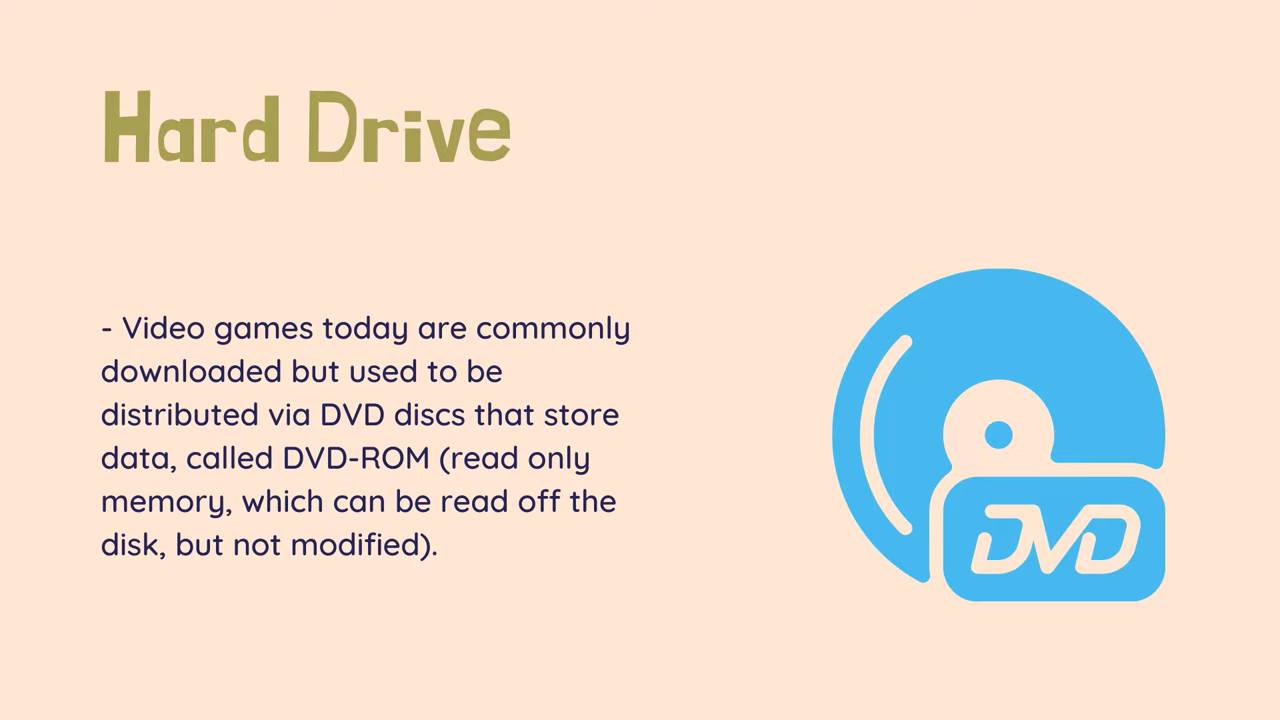 Hard Drive
- Video games today are commonly
downloaded but used to be
distributed via DVD discs that store
data, called DVD-ROM (read only
memory, which can be read off the
disk, but not modified).
DVD